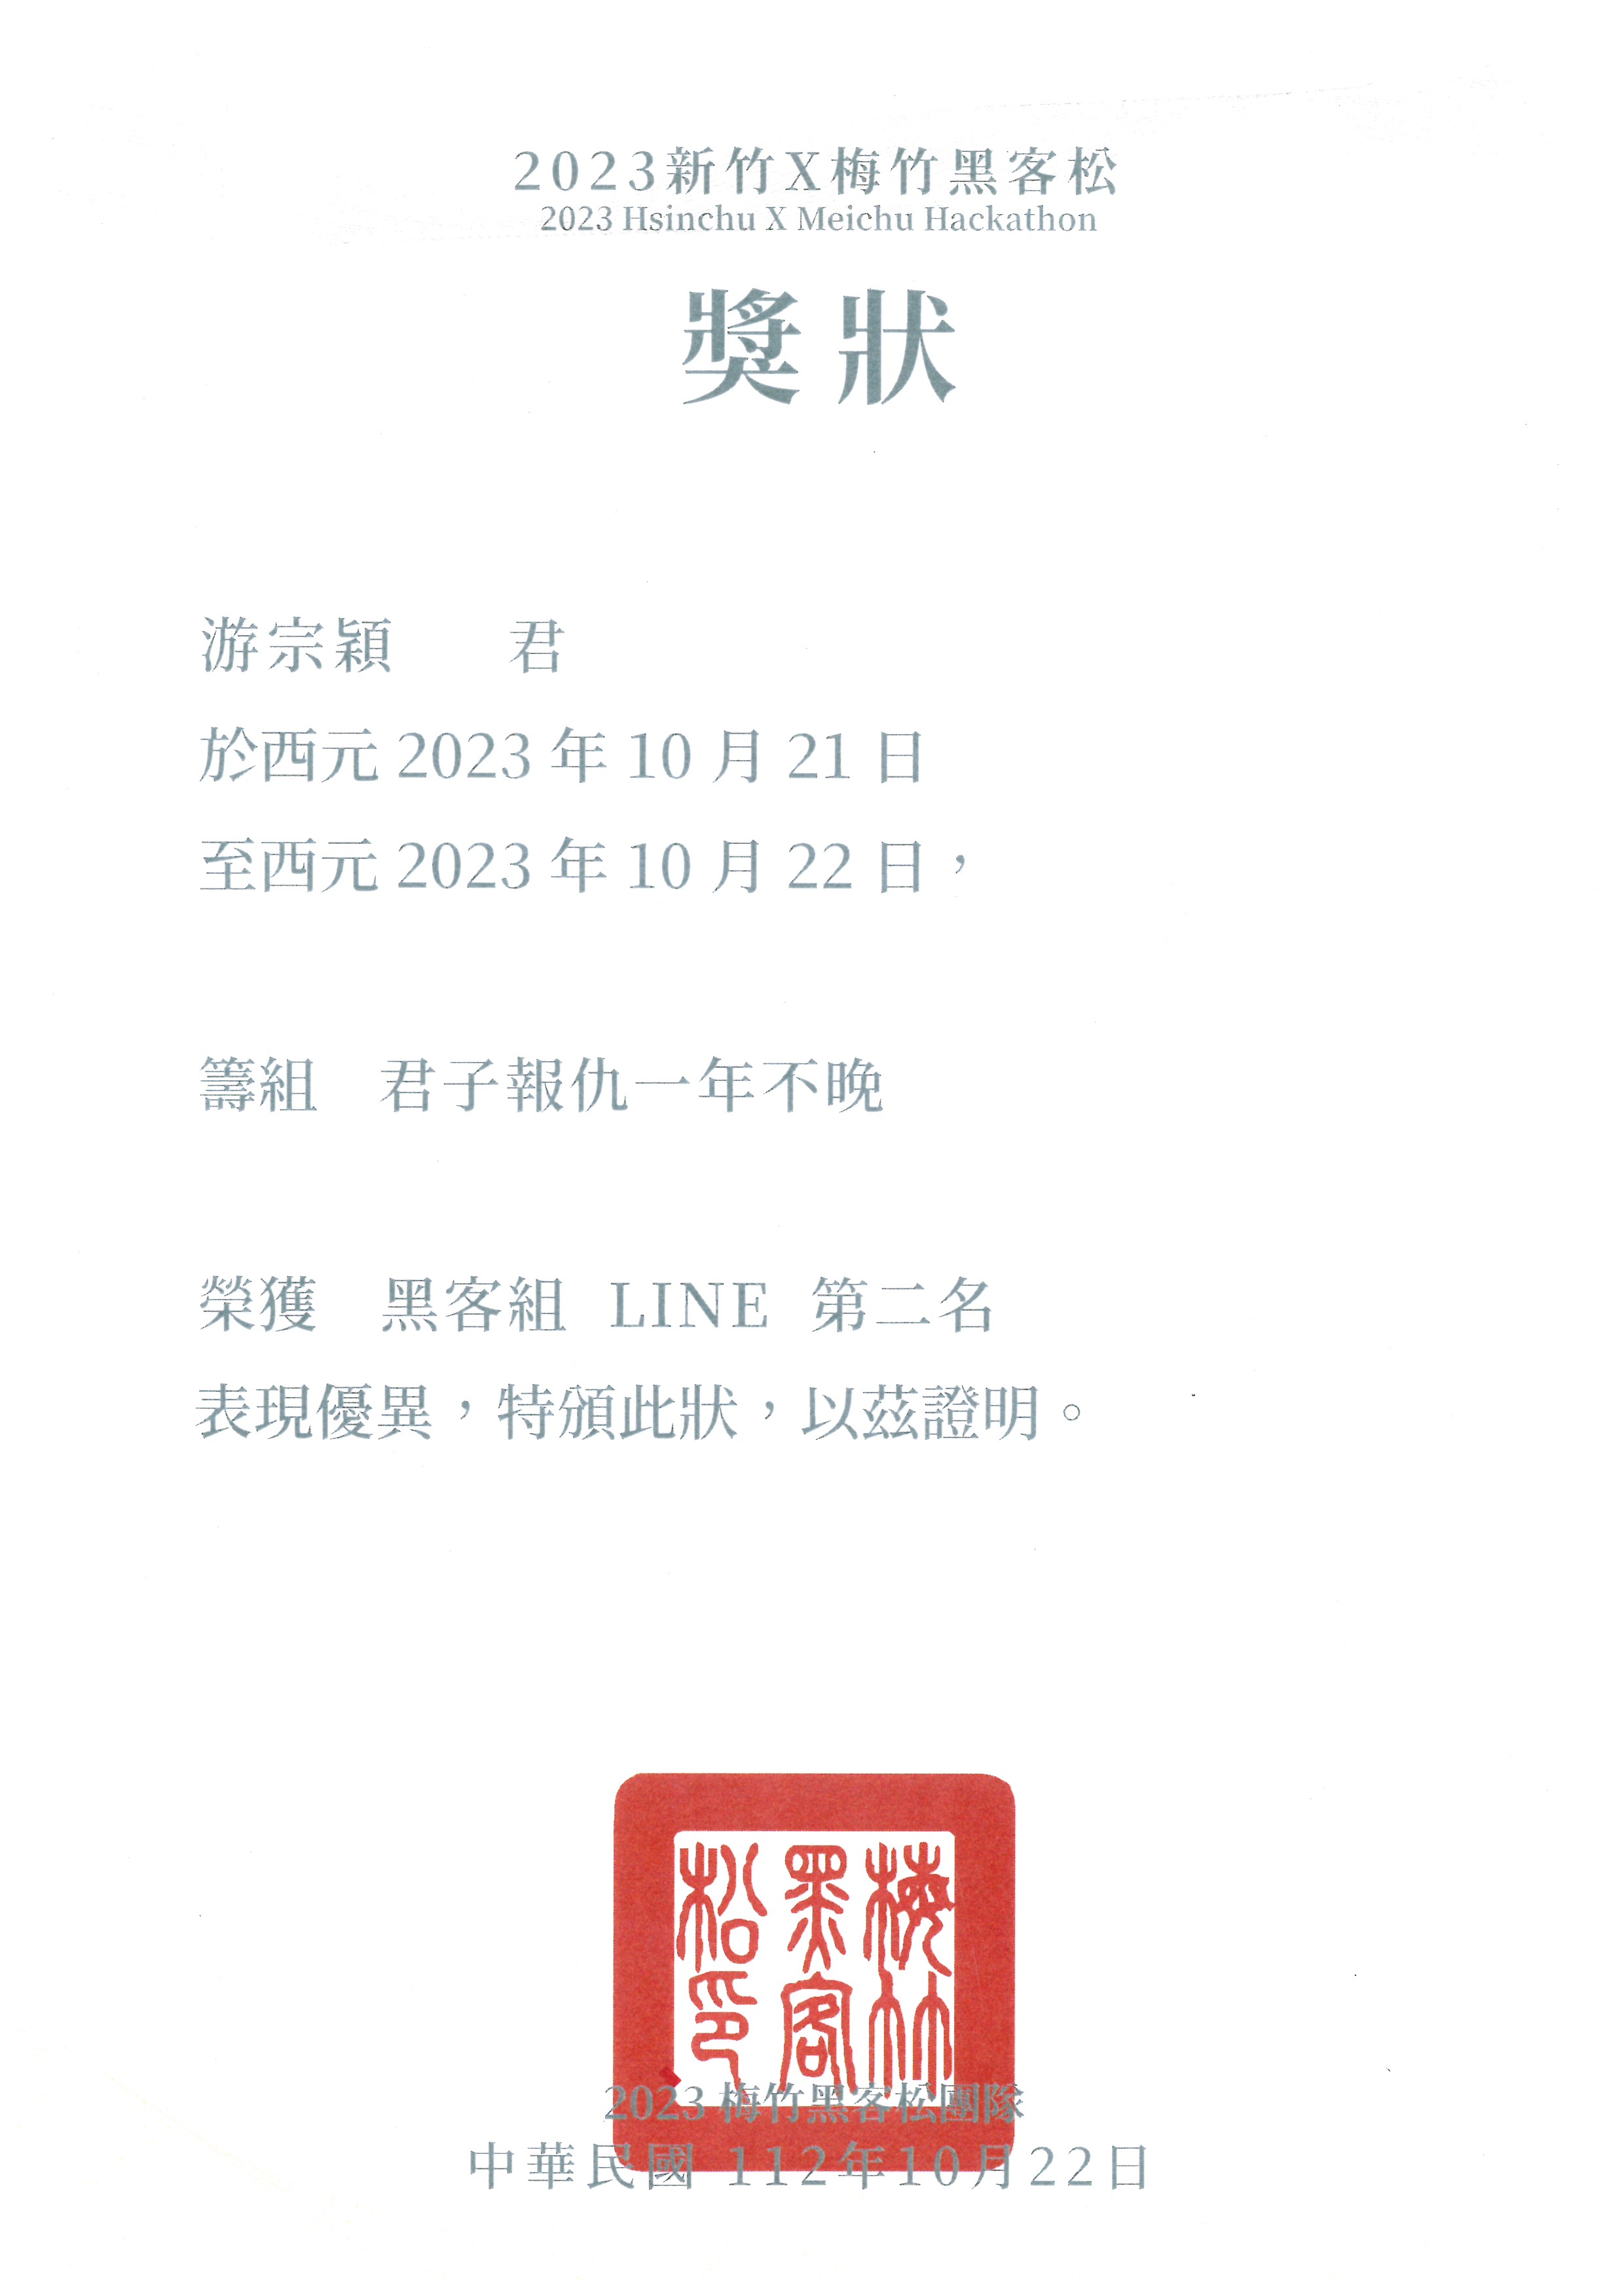 2023新竹X梅竹黑客松
2023 Hsinchu X Meichu Hackathon
獎狀
游宗穎 君
於西元 2023 年 10 月 21 日
至西元 2023 年 10 月 22 日，
籌組 君子報仇一年不晚
榮獲 黑客組 LINE 第二名
表現優異，特頒此狀，以茲證明。
梅竹
黑客
松印
2023 梅竹黑客松團隊
中華民國 112年10月22日